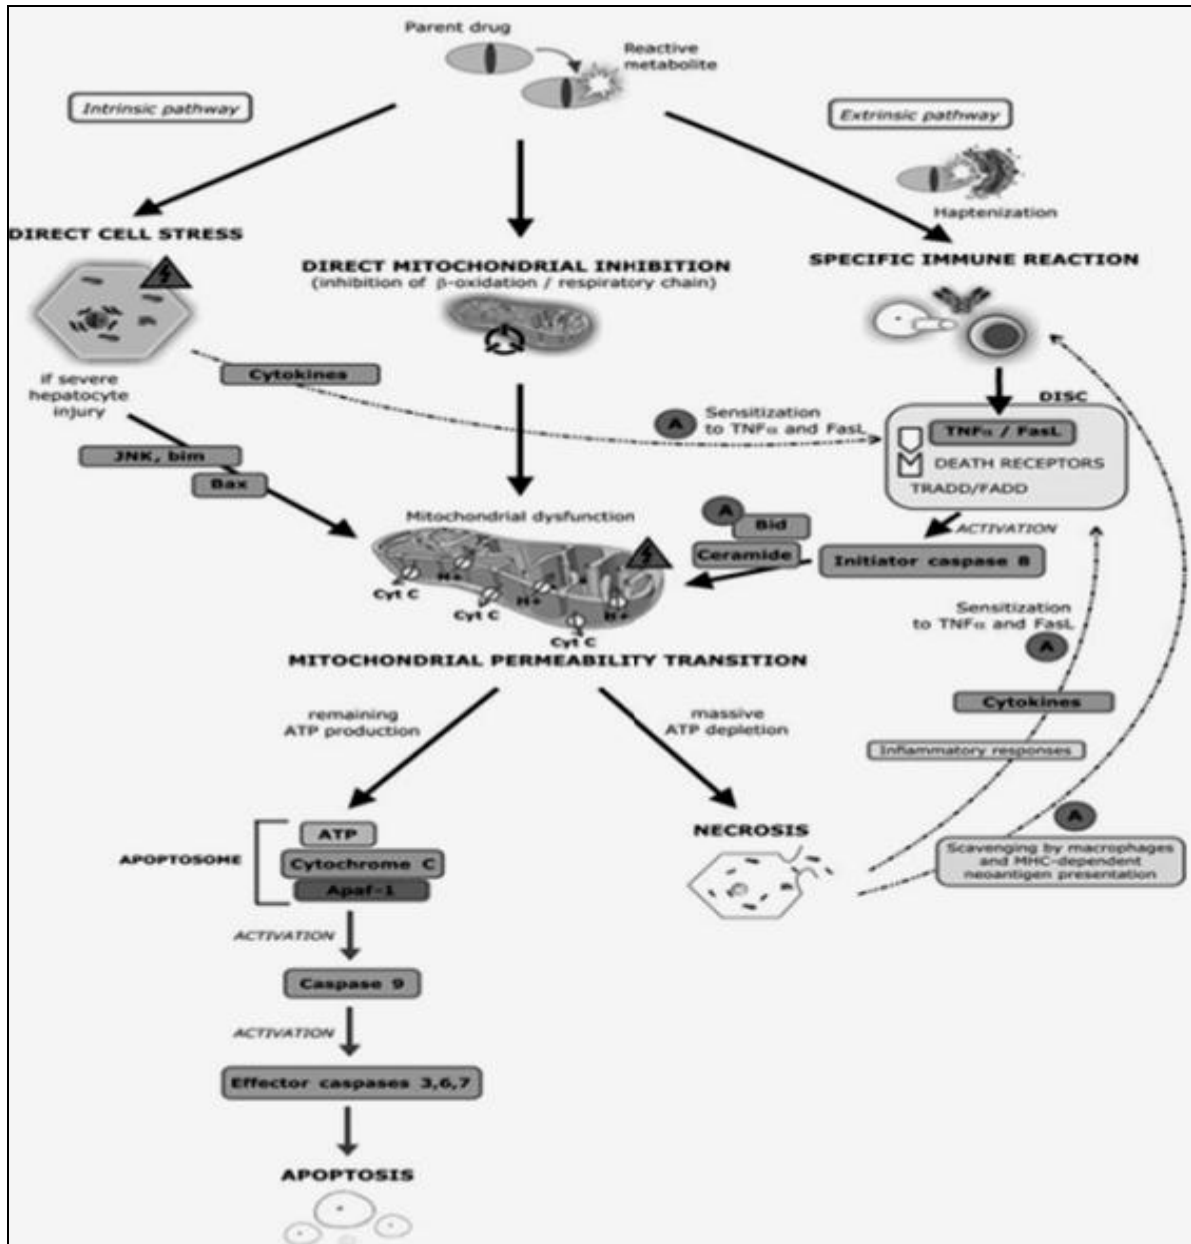 Parent drug
Reactive
metabolite
Intrinsic pathway
Extrinsic pathway
Haptenization
DIRECT CELL STRESS
DIRECT MITOCHONDRIAL INHIBITION
(inhibition of β-oxidation / respiratory chain)
SPECIFIC IMMUNE REACTION
if severe
hepatocyte
injury
Cytokines
A
Sensitization
to TNFα and FasL
DISC
TNFα / FasL
DEATH RECEPTORS
TRADD/FADD
JNK, bim
Bax
Mitochondrial dysfunction
A
Bid
Ceramide
ACTIVATION
Initiator caspase 8
Cyt C
H+
Cyt C
H+
Cyt C
H+
MITOCHONDRIAL PERMEABILITY TRANSITION
Sensitization
to TNFα and FasL
A
Cytokines
Inflammatory responses
remaining
ATP production
massive
ATP depletion
NECROSIS
A
Scavenging by macrophages
and MHC-dependent
neoantigen presentation
APOPTOSOME
ATP
Cytochrome C
Apaf-1
ACTIVATION
Caspase 9
ACTIVATION
Effector caspases 3,6,7
APOPTOSIS